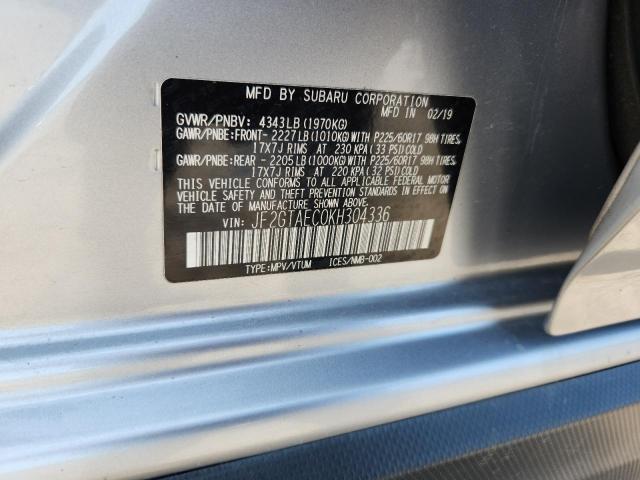 MFD BY SUBARU CORPORATION
MFD IN 02/19
GVWR/PNBV: 4343LB (1970KG)
GAWR/PNBE:FRONT- 2227LB (1010KG) WITH P225/60R17 98H TIRES,
17X7J RIMS AT 230 KPA (33 PSI) COLD
GAWR/PNBE:REAR - 2205LB (1000KG) WITH P225/60R17 98H TIRES,
17X7J RIMS AT 220 KPA (32 PSI) COLD
THIS VEHICLE CONFORMS TO ALL APPLICABLE FEDERAL MOTOR
VEHICLE SAFETY AND THEFT PREVENTION STANDARDS IN EFFECT ON
THE DATE OF MANUFACTURE SHOWN ABOVE.
VIN: JF2GTAEC0KH304336
TYPE:MPV/VTUM ICES/NMB-002